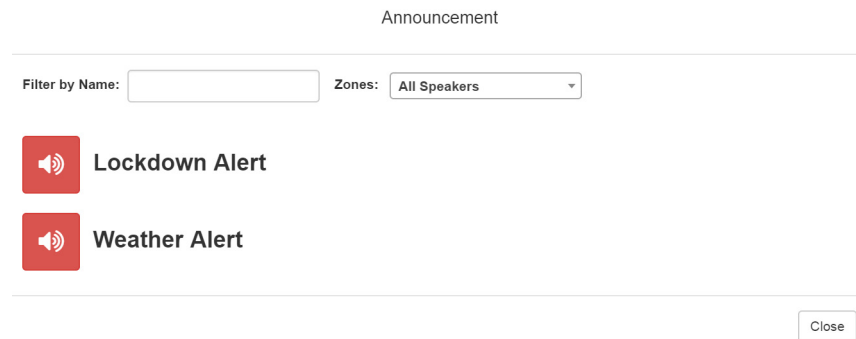 Announcement
Filter by Name: Zones: All Speakers
Lockdown Alert
Weather Alert
Close